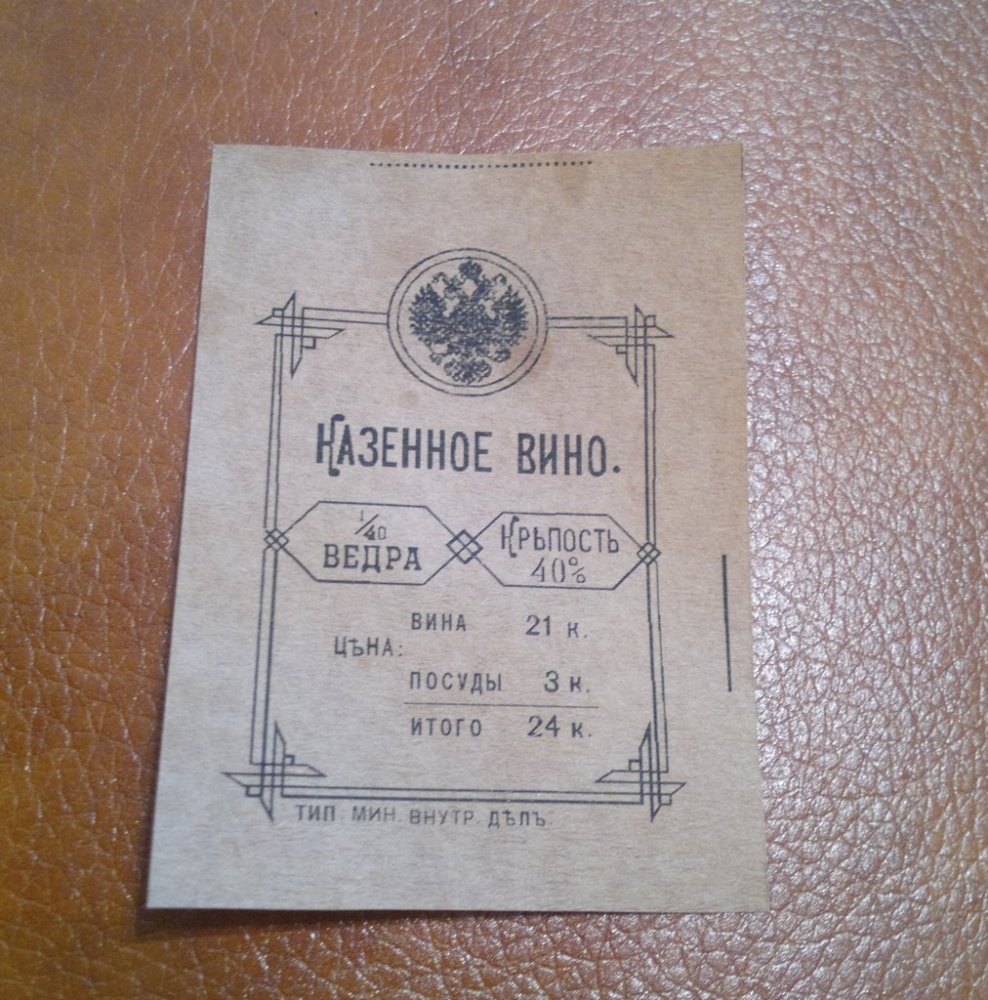 КАЗЕННОЕ ВИНО.
1/40
ВЕДРА
КРѢПОСТЬ
40%
ЦѢНА:
ВИНА 21 к.
ПОСУДЫ 3 к.
ИТОГО 24 к.
ТИП. МИН. ВНУТР. ДѢЛЪ